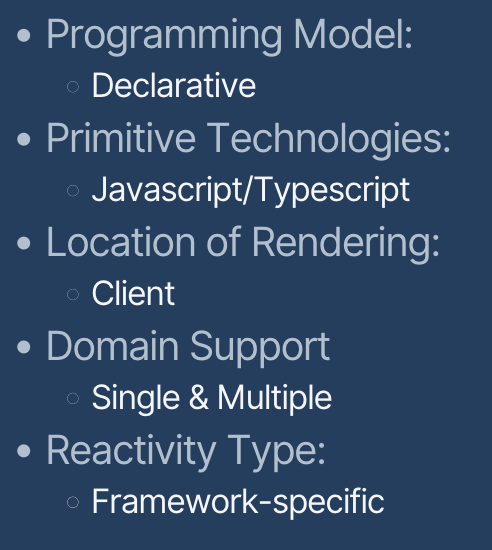 • Programming Model:
◦ Declarative
• Primitive Technologies:
◦ Javascript/Typescript
• Location of Rendering:
◦ Client
• Domain Support
◦ Single & Multiple
• Reactivity Type:
◦ Framework-specific